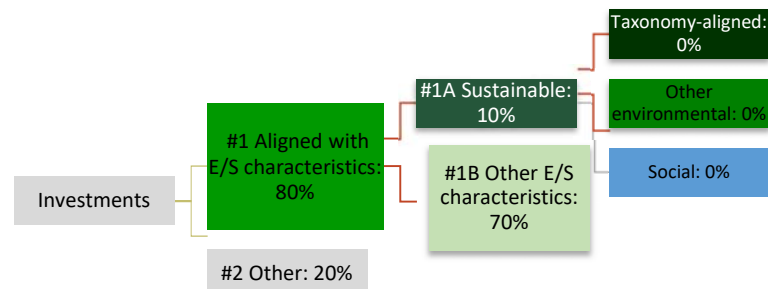 Investments
#1 Aligned with
E/S characteristics:
80%
#2 Other: 20%
#1A Sustainable:
10%
#1B Other E/S
characteristics:
70%
Taxonomy-aligned:
0%
Other
environmental: 0%
Social: 0%